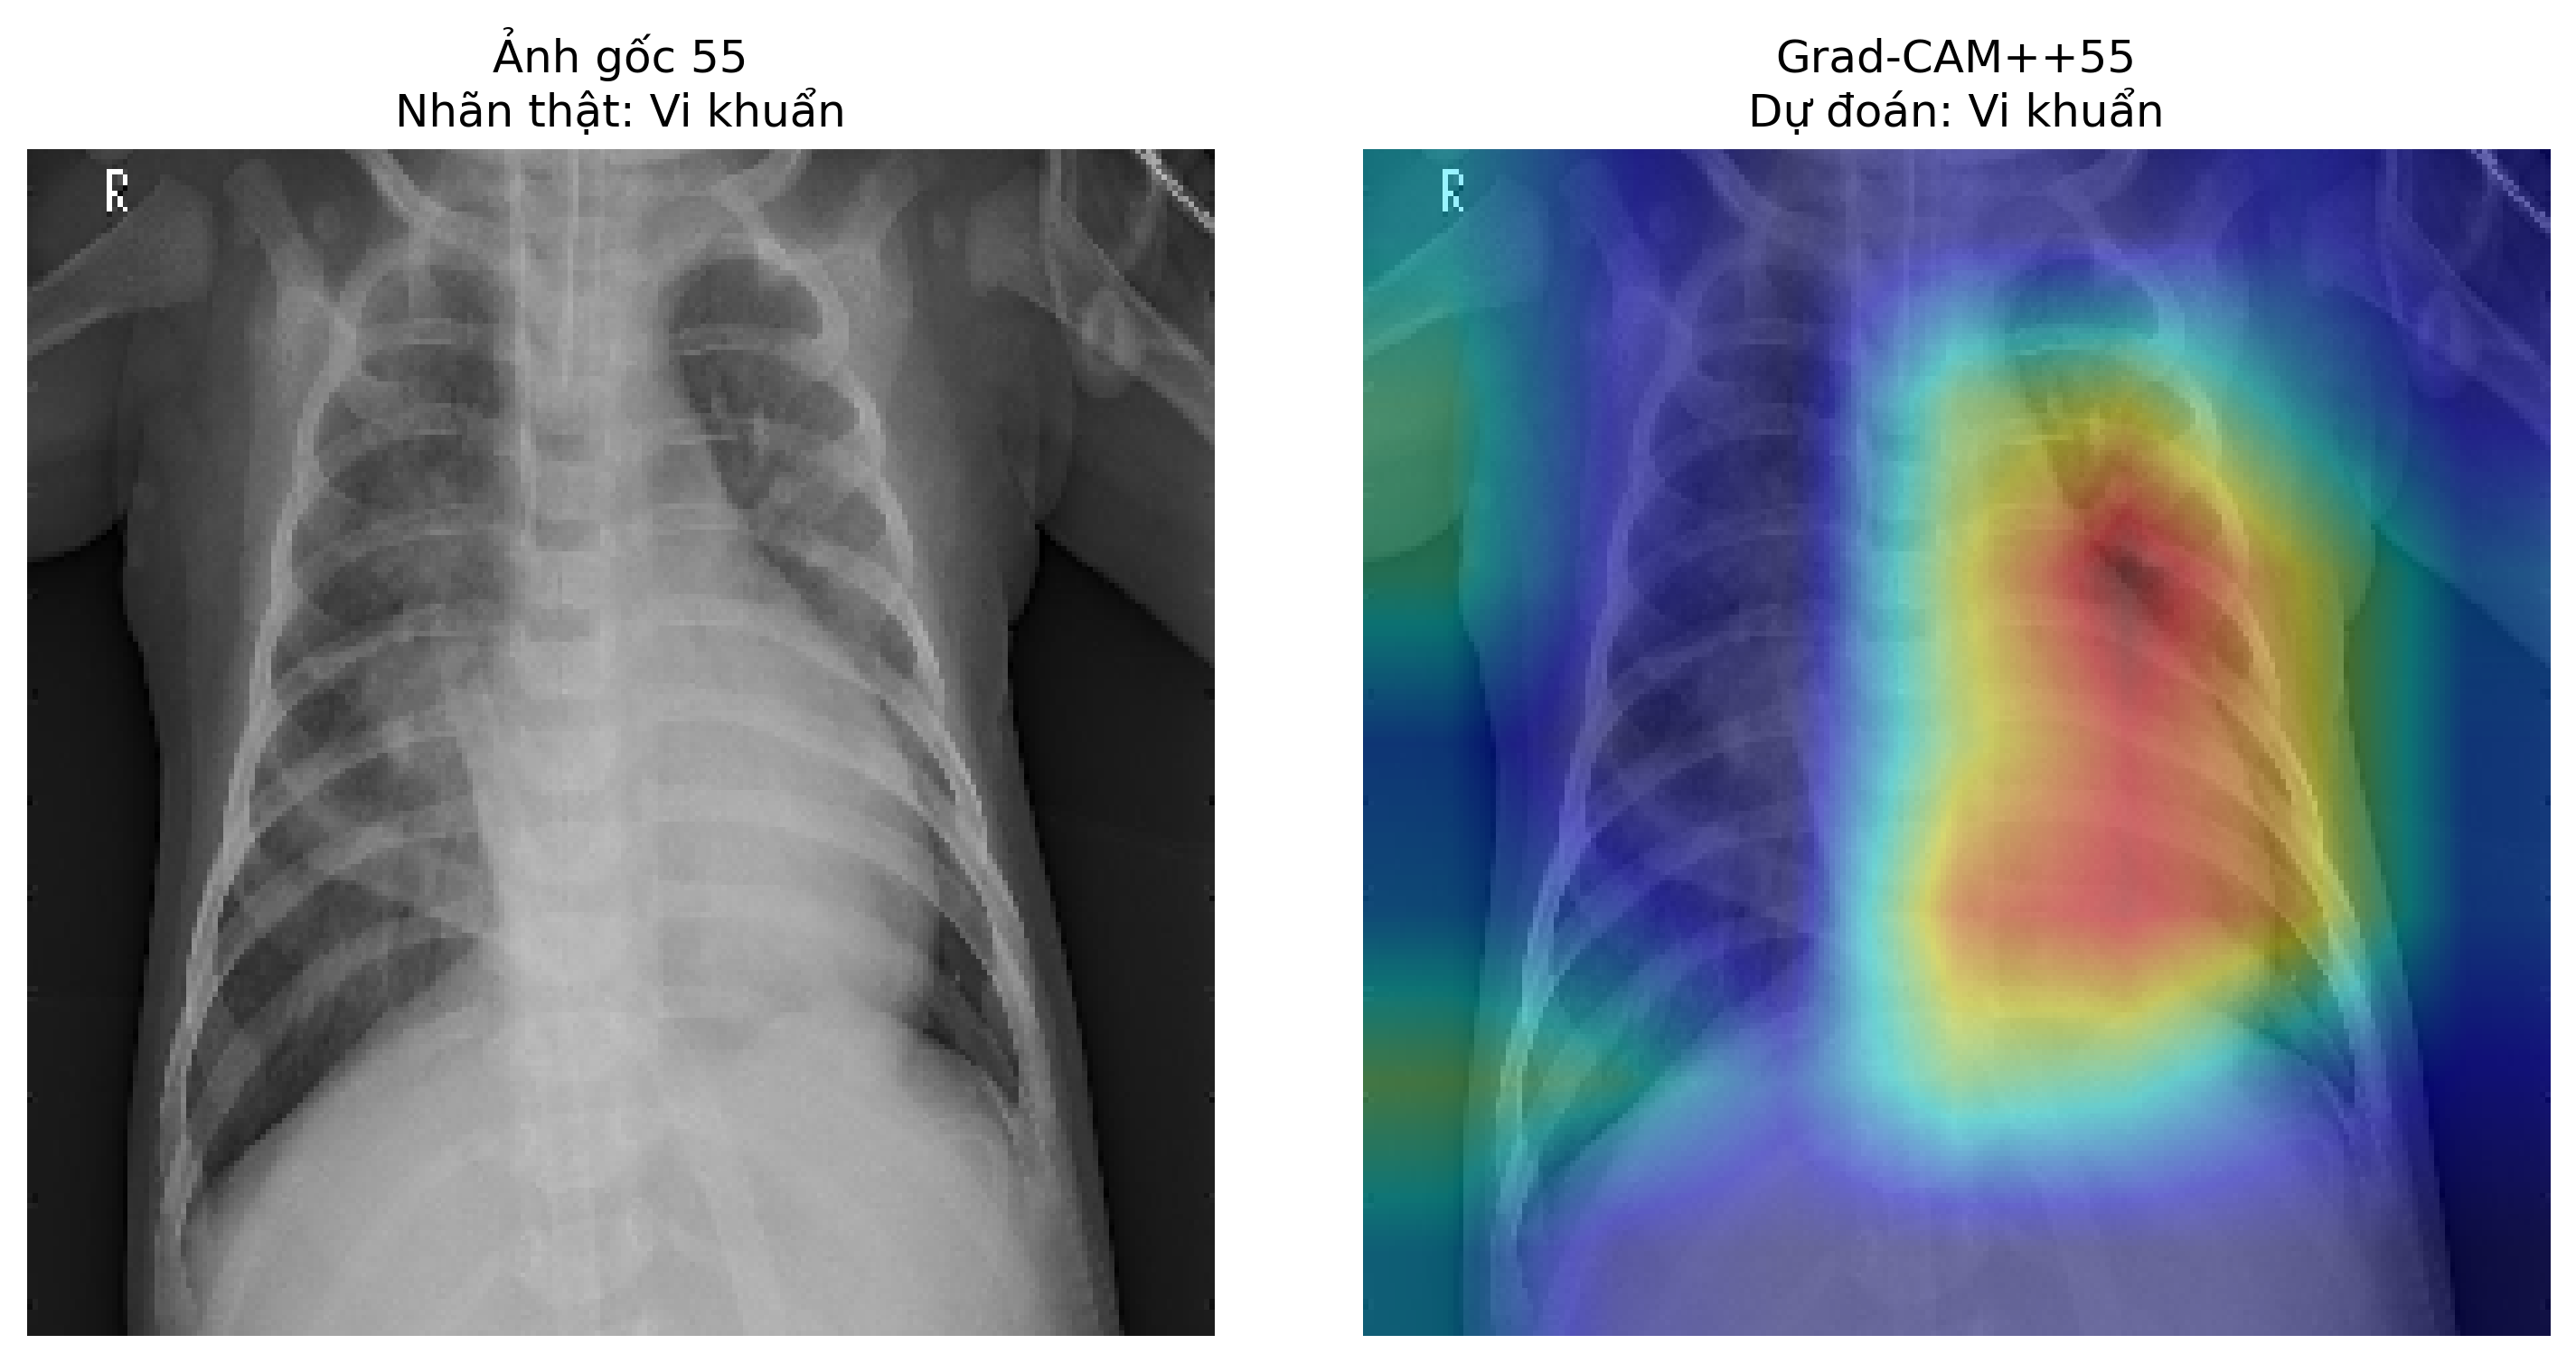 Ảnh gốc 55
Nhãn thật: Vi khuẩn
R
Grad-CAM++55
Dự đoán: Vi khuẩn
R